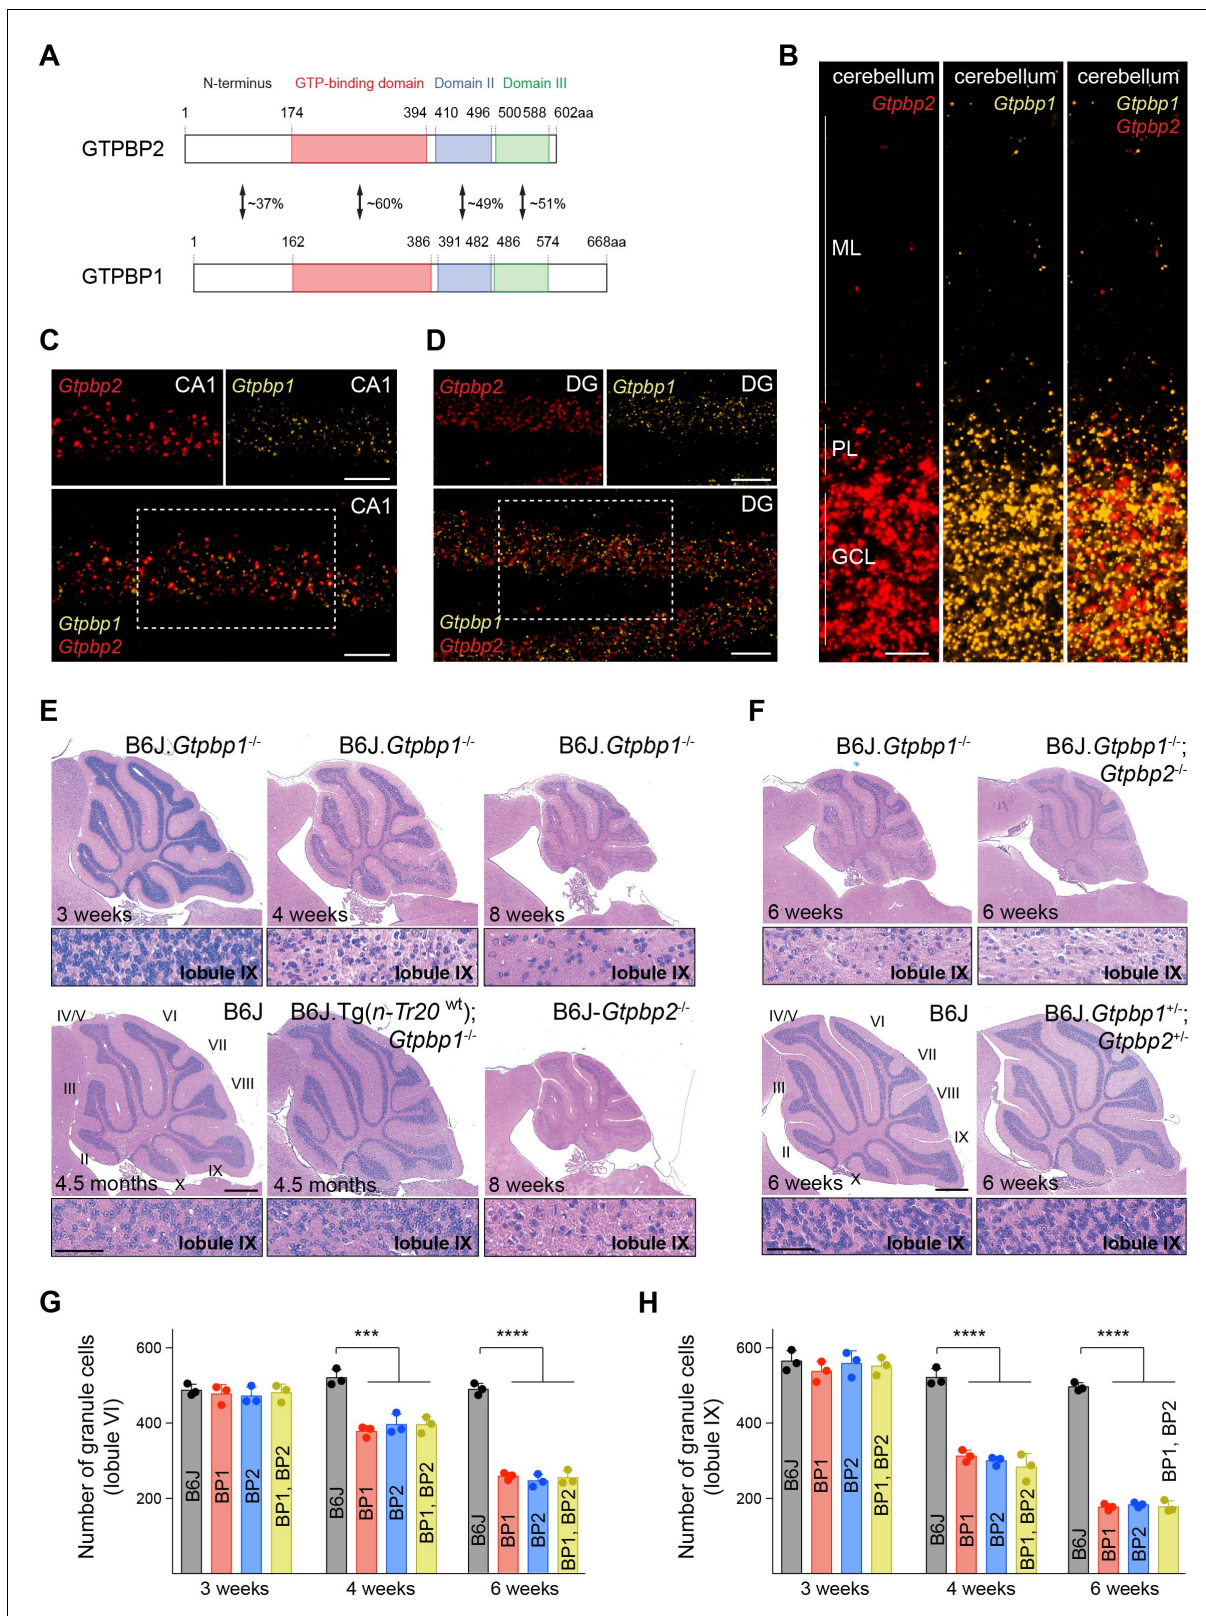 A
N-terminus GTP-binding domain Domain II Domain III
1 174 394 410 496 500 588 602aa
GTPBP2
~37% ~60% ~49% ~51%
1 162 386 391 482 486 574 668aa
GTPBP1
B
cerebellum cerebellum cerebellum
Gtpbp2 Gtpbp1 Gtpbp1
Gtpbp2
ML
PL
GCL
C
Gtpbp2 CA1 Gtpbp1 CA1
CA1
Gtpbp1
Gtpbp2
D
Gtpbp2 DG Gtpbp1 DG
DG
Gtpbp1
Gtpbp2
E
B6J.Gtpbp1-/- B6J.Gtpbp1-/- B6J.Gtpbp1-/-
3 weeks 4 weeks 8 weeks
lobule IX lobule IX lobule IX
B6J B6J.Tg(n-Tr20 wt); B6J-Gtpbp2-/-
Gtpbp1-/-
IV/V VI
VII
VIII
III
II
IX
X
4.5 months 4.5 months 8 weeks
lobule IX lobule IX lobule IX
F
B6J.Gtpbp1-/- B6J.Gtpbp1-/-;
Gtpbp2-/-
6 weeks 6 weeks
lobule IX lobule IX
B6J B6J.Gtpbp1+/-;
Gtpbp2+/-
IV/V VI
VII
VIII
III
IX
II
X
6 weeks 6 weeks
lobule IX lobule IX
G
Number of granule cells
(lobule VI)
600
400
200
*** ****
B6J BP1 BP2 BP1, BP2
B6J BP1 BP2 BP1, BP2
B6J BP1 BP2 BP1, BP2
3 weeks 4 weeks 6 weeks
H
Number of granule cells
(lobule IX)
600
400
200
**** ****
B6J BP1 BP2 BP1, BP2
B6J BP1 BP2 BP1, BP2
B6J BP1 BP2 BP1, BP2
3 weeks 4 weeks 6 weeks